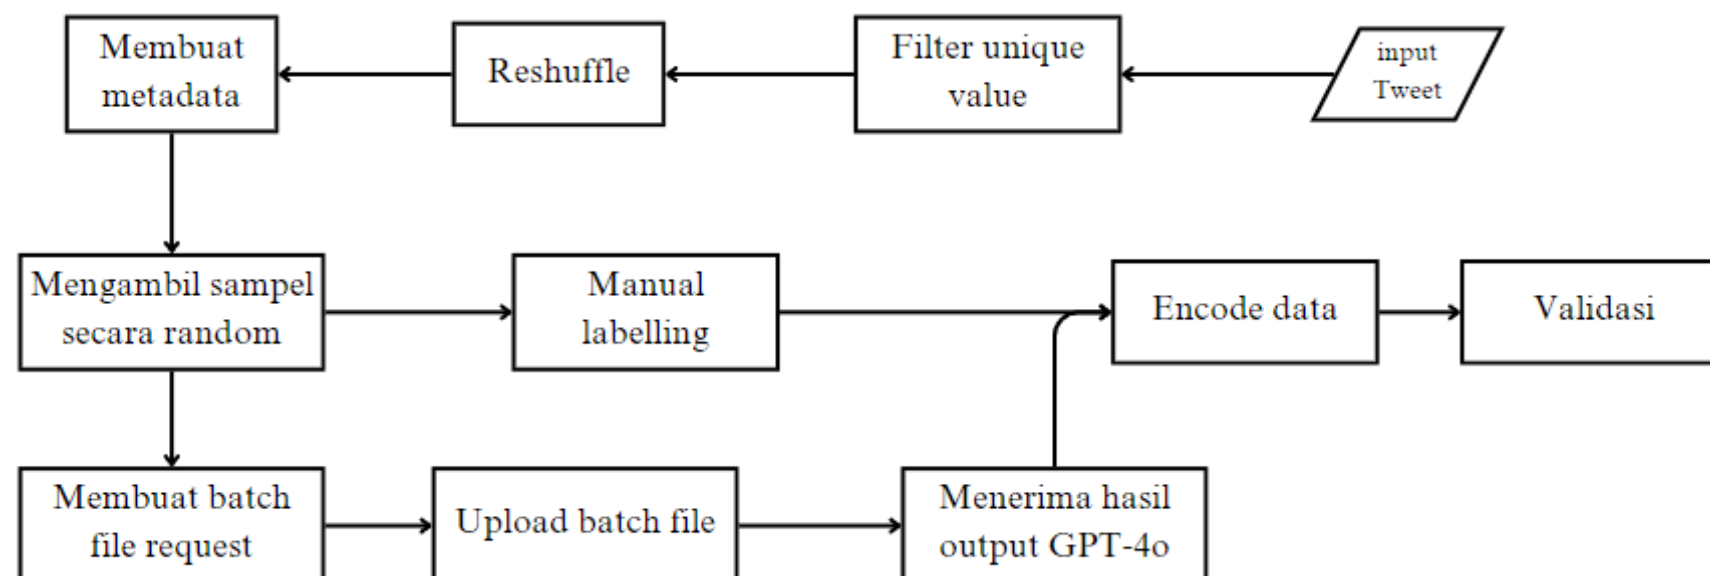 Membuat
metadata
Reshuffle
Filter unique
value
input
Tweet
Mengambil sampel
secara random
Manual
labelling
Encode data
Validasi
Membuat batch
file request
Upload batch file
Menerima hasil
output GPT-4o